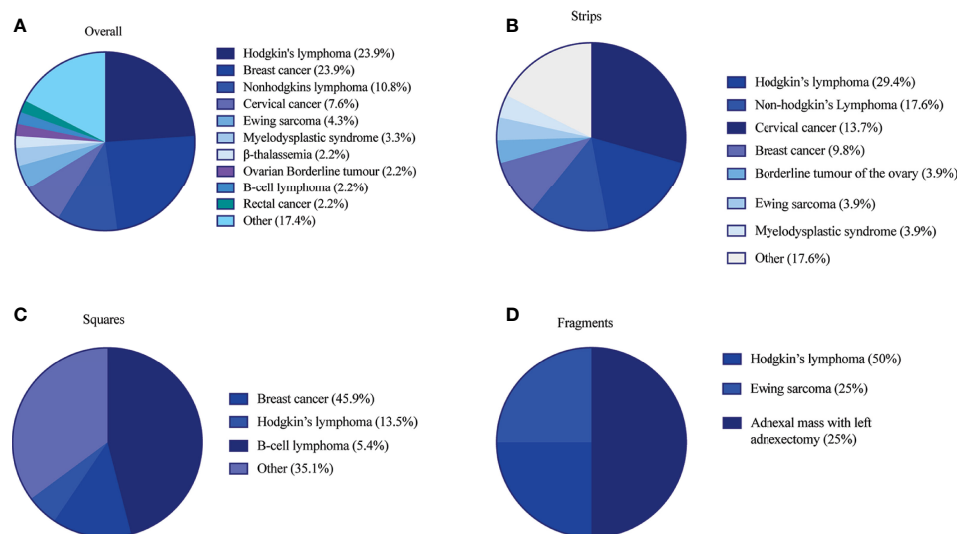 A
Overall
Hodgkin's lymphoma (23.9%)
Breast cancer (23.9%)
Nonhodgkins lymphoma (10.8%)
Cervical cancer (7.6%)
Ewing sarcoma (4.3%)
Myelodysplastic syndrome (3.3%)
β-thalassemia (2.2%)
Ovarian Borderline tumour (2.2%)
B-cell lymphoma (2.2%)
Rectal cancer (2.2%)
Other (17.4%)
B
Strips
Hodgkin's lymphoma (29.4%)
Non-hodgkin's Lymphoma (17.6%)
Cervical cancer (13.7%)
Breast cancer (9.8%)
Borderline tumour of the ovary (3.9%)
Ewing sarcoma (3.9%)
Myelodysplastic syndrome (3.9%)
Other (17.6%)
C
Squares
Breast cancer (45.9%)
Hodgkin's lymphoma (13.5%)
B-cell lymphoma (5.4%)
Other (35.1%)
D
Fragments
Hodgkin's lymphoma (50%)
Ewing sarcoma (25%)
Adnexal mass with left
adnexectomy (25%)